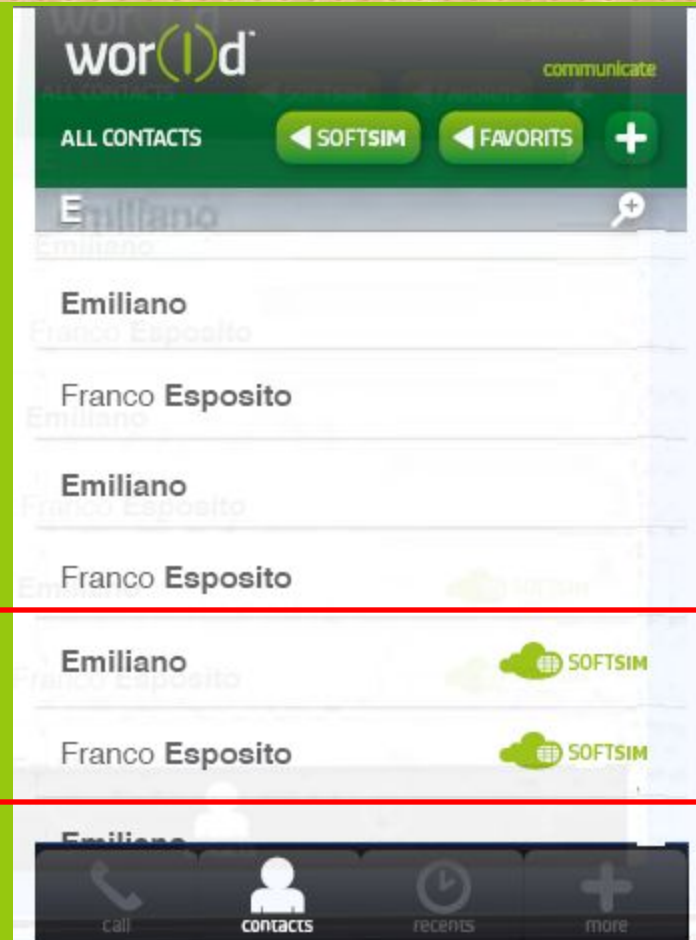 wor(l)d
communicate
ALL CONTACTS SOFTSIM FAVORITS
E
Emiliano
Franco Esposito
Emiliano
Franco Esposito
Emiliano SOFTSIM
Franco Esposito SOFTSIM
Emiliano
call contacts recents more